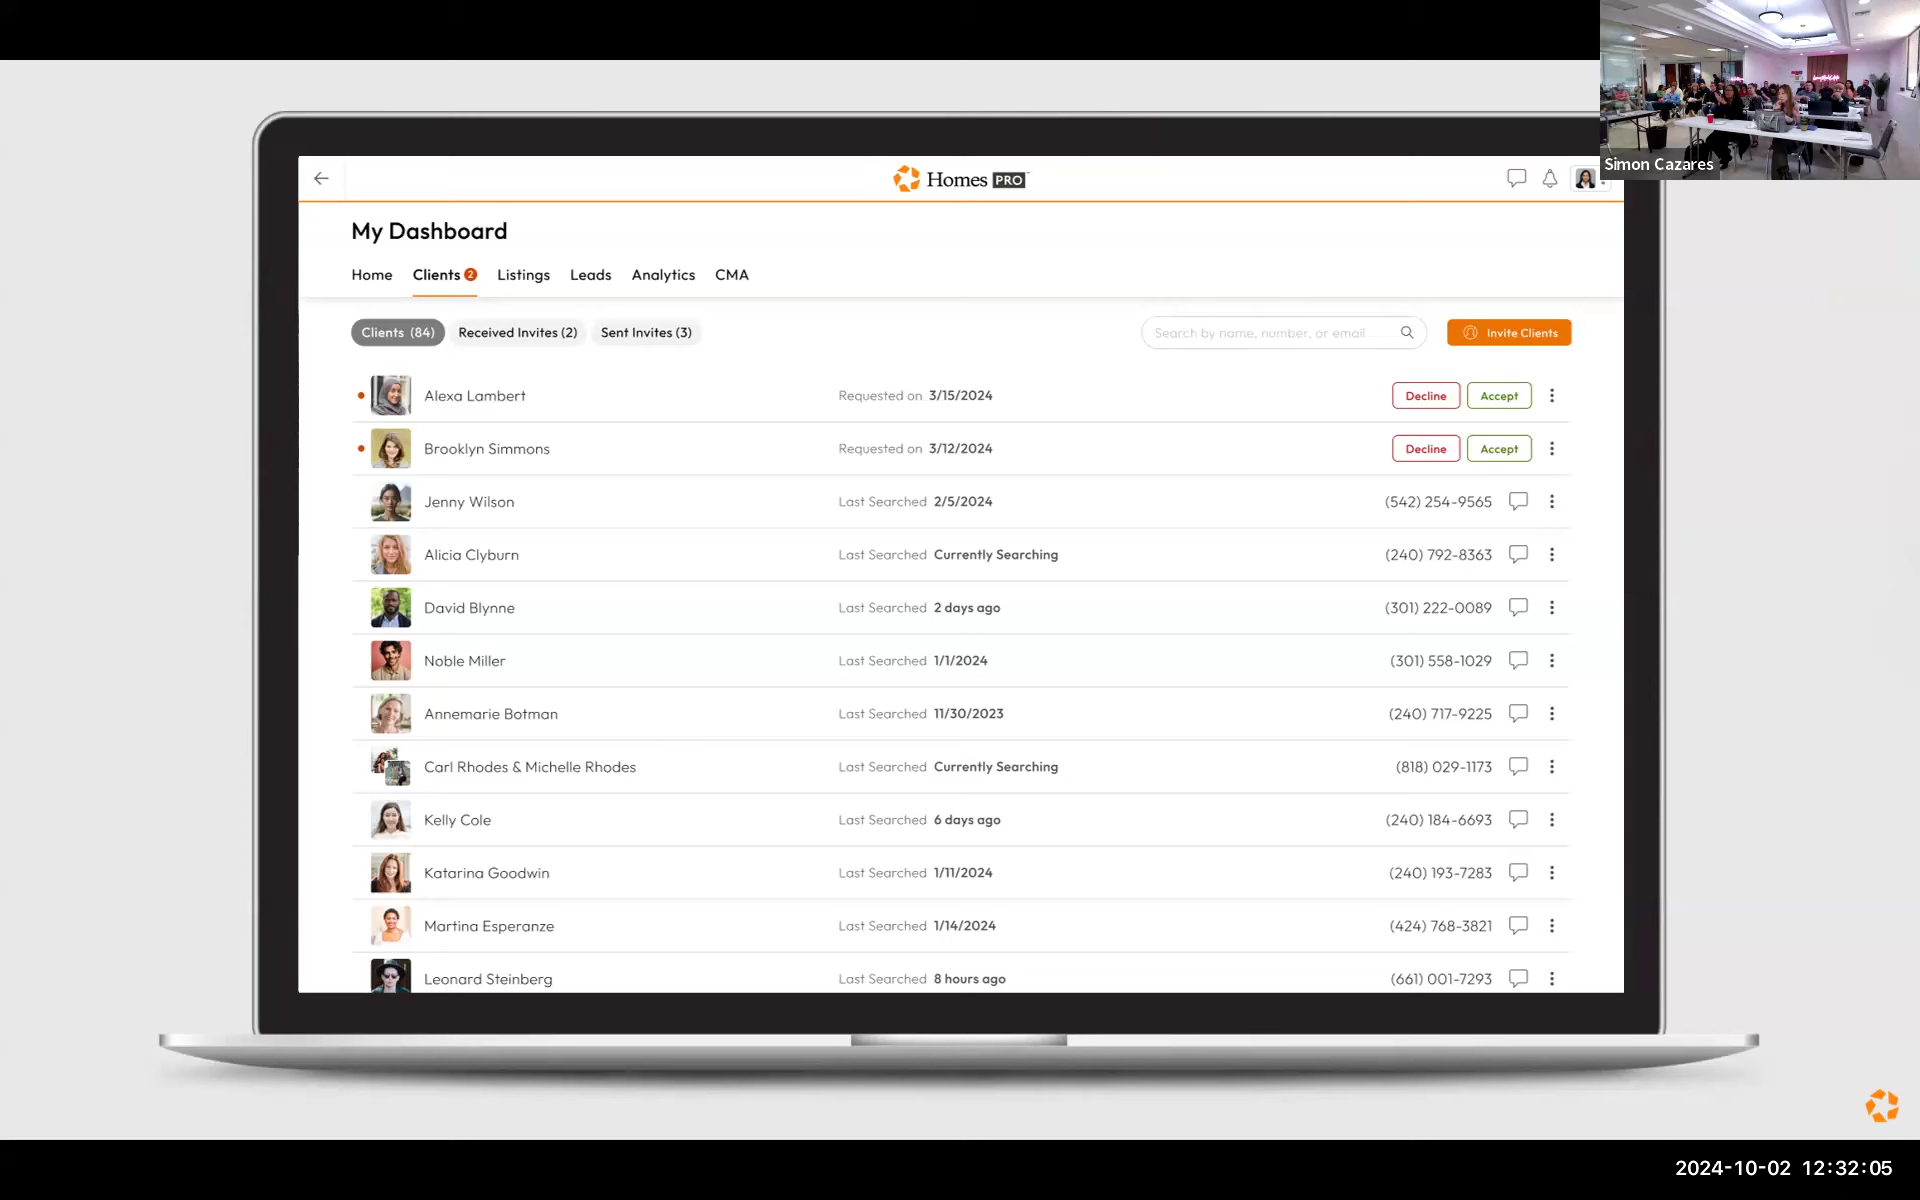 Simon Cazares
Homes PRO
My Dashboard
Home Clients 2 Listings Leads Analytics CMA
Clients (84) Received Invites (2) Sent Invites (3) Search by name, number, or email Invite Clients
Alexa Lambert Requested on 3/15/2024 Decline Accept
Brooklyn Simmons Requested on 3/12/2024 Decline Accept
Jenny Wilson Last Searched 2/5/2024 (542) 254-9565
Alicia Clyburn Last Searched Currently Searching (240) 792-8363
David Blynne Last Searched 2 days ago (301) 222-0089
Noble Miller Last Searched 1/1/2024 (301) 558-1029
Annemarie Botman Last Searched 11/30/2023 (240) 717-9225
Carl Rhodes & Michelle Rhodes Last Searched Currently Searching (818) 029-1173
Kelly Cole Last Searched 6 days ago (240) 184-6693
Katarina Goodwin Last Searched 1/11/2024 (240) 193-7283
Martina Esperanze Last Searched 1/14/2024 (424) 768-3821
Leonard Steinberg Last Searched 8 hours ago (661) 001-7293
2024-10-02 12:32:05